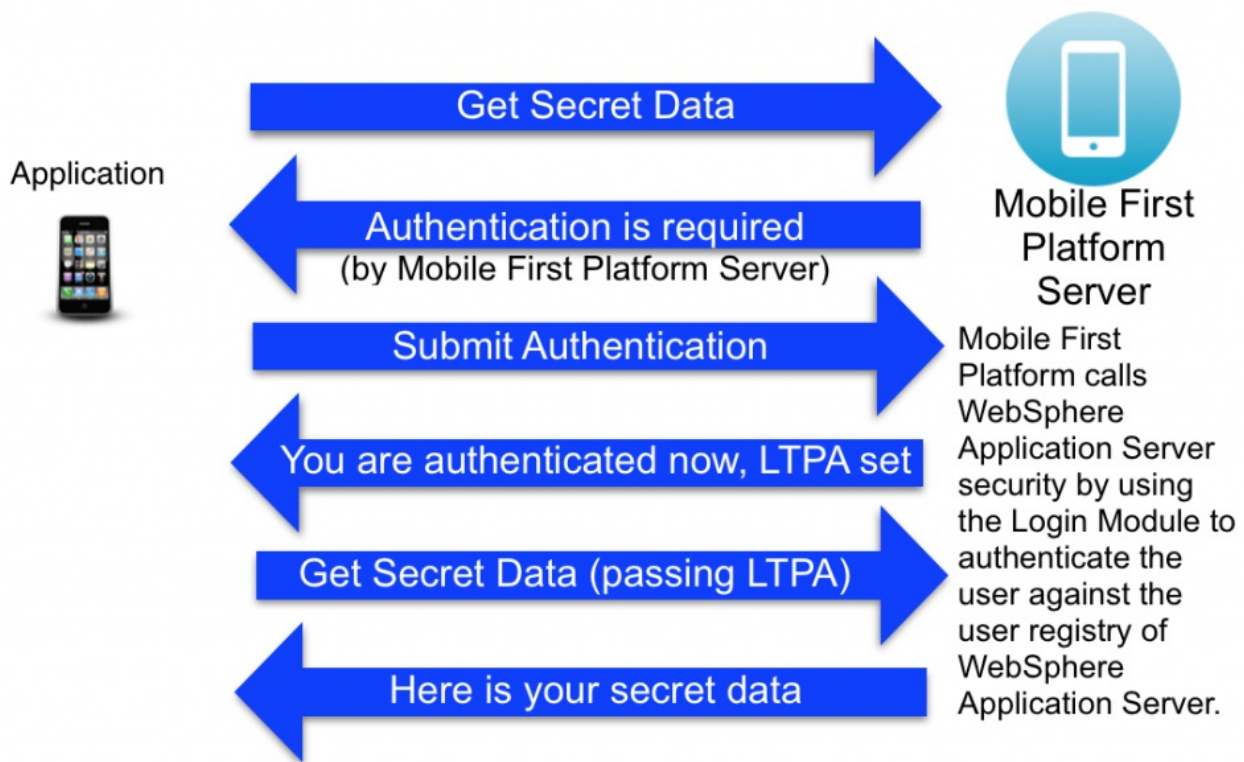 Get Secret Data
Application
Authentication is required
(by Mobile First Platform Server)
Mobile First
Platform
Server
Submit Authentication
Mobile First
Platform calls
WebSphere
Application Server
security by using
the Login Module to
authenticate the
user against the
user registry of
WebSphere
Application Server.
You are authenticated now, LTPA set
Get Secret Data (passing LTPA)
Here is your secret data